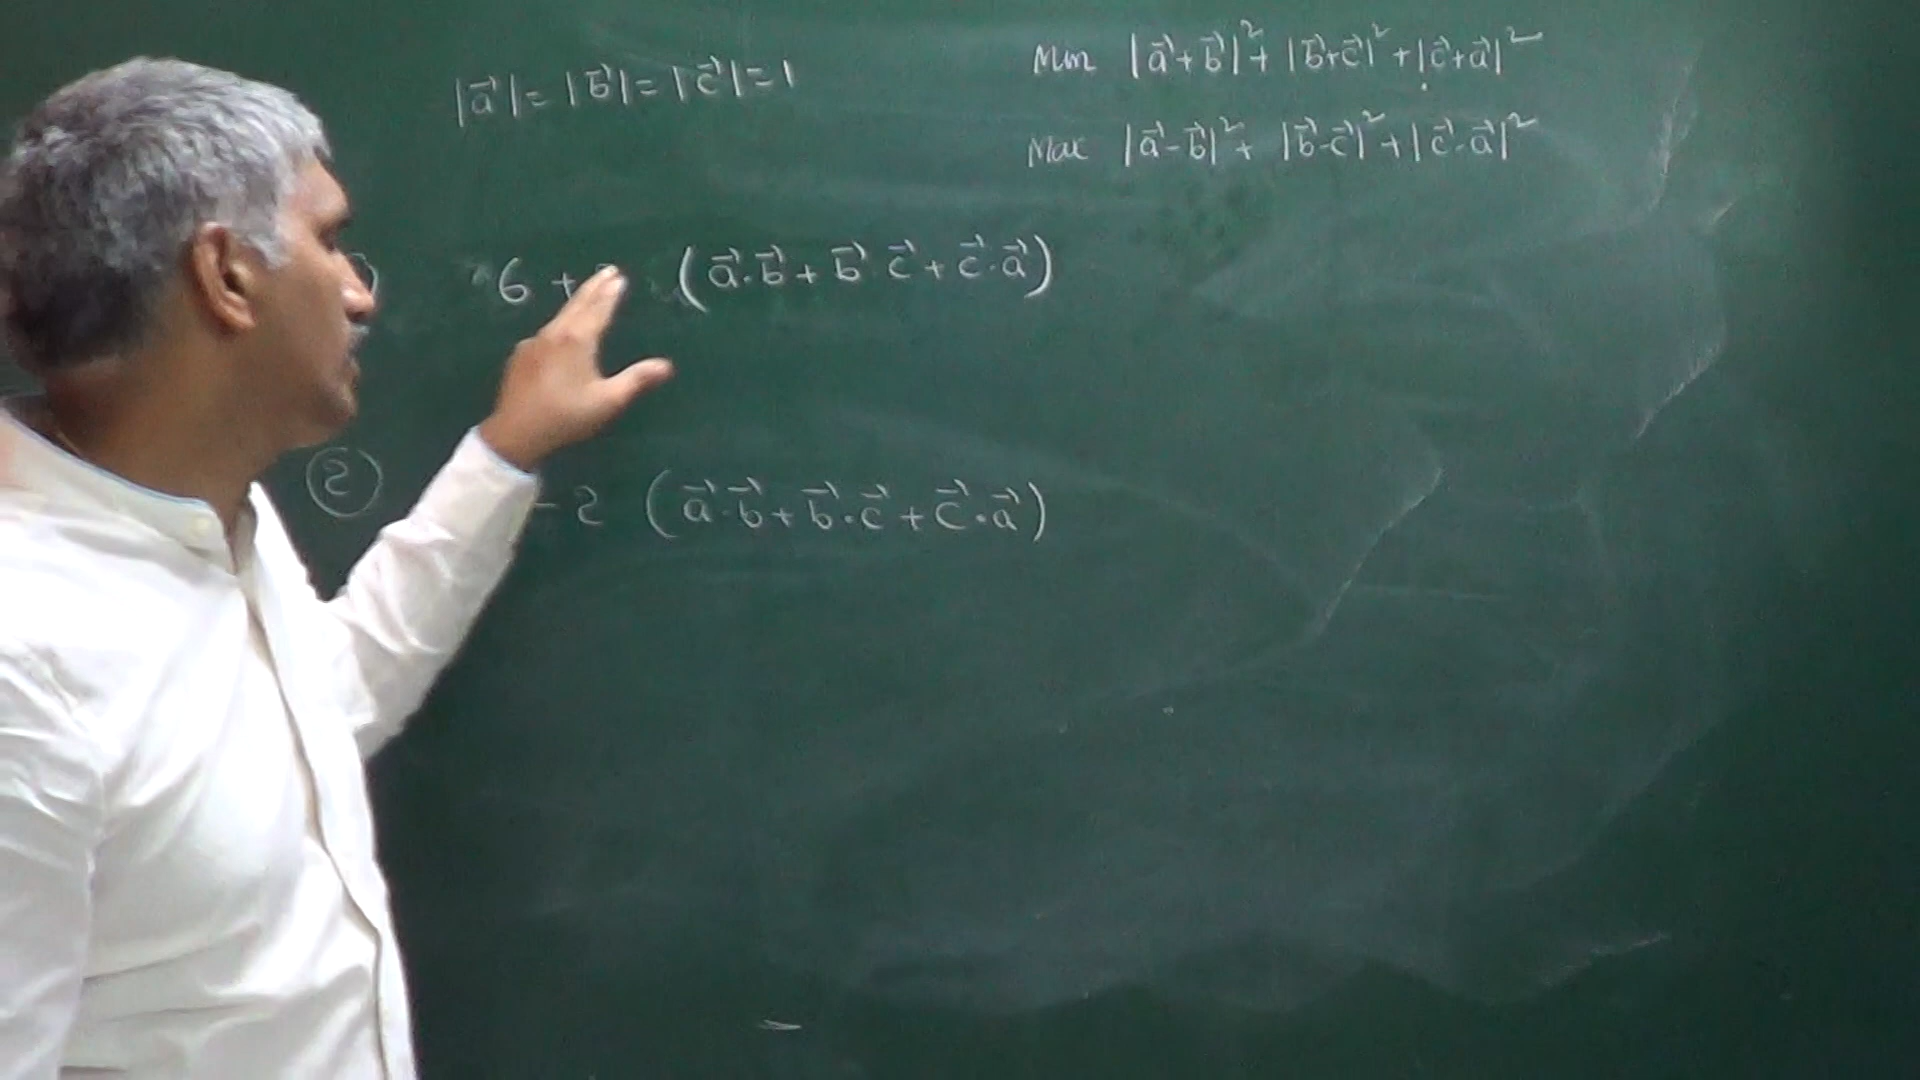 |a⃗| = |b⃗| = |c⃗| = 1
Min |a⃗+b⃗|² + |b⃗+c⃗|² + |c⃗+a⃗|²
Max |a⃗-b⃗|² + |b⃗-c⃗|² + |c⃗-a⃗|²
6 + (a⃗·b⃗ + b⃗ c⃗ + c⃗·a⃗)
② - 2 (a⃗·b⃗ + b⃗·c⃗ + c⃗·a⃗)